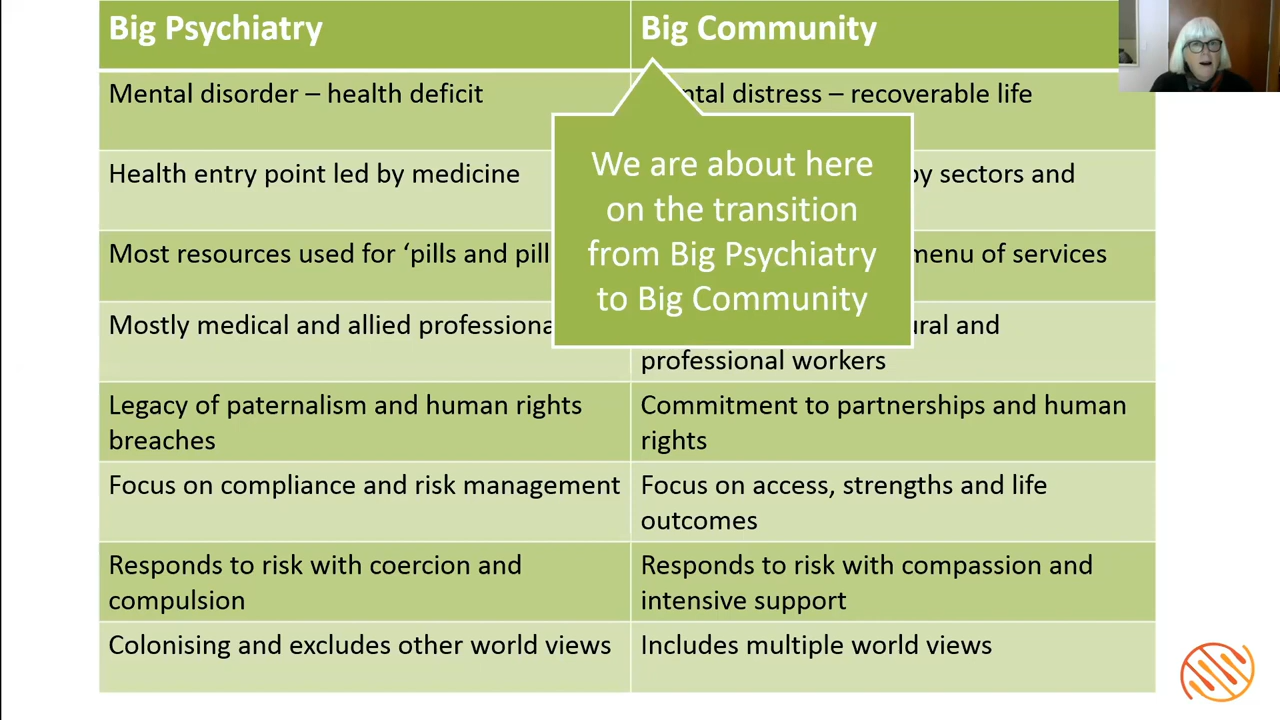 Big Psychiatry
Big Community
Mental disorder – health deficit
distress – recoverable life
We are about here
on the transition
from Big Psychiatry
to Big Community
Health entry point led by medicine
by sectors and
Most resources used for ‘pills and
menu of services
Mostly medical and allied
and
professional workers
Legacy of paternalism and human rights
breaches
Commitment to partnerships and human
rights
Focus on compliance and risk management
Focus on access, strengths and life
outcomes
Responds to risk with coercion and
compulsion
Responds to risk with compassion and
intensive support
Colonising and excludes other world views
Includes multiple world views